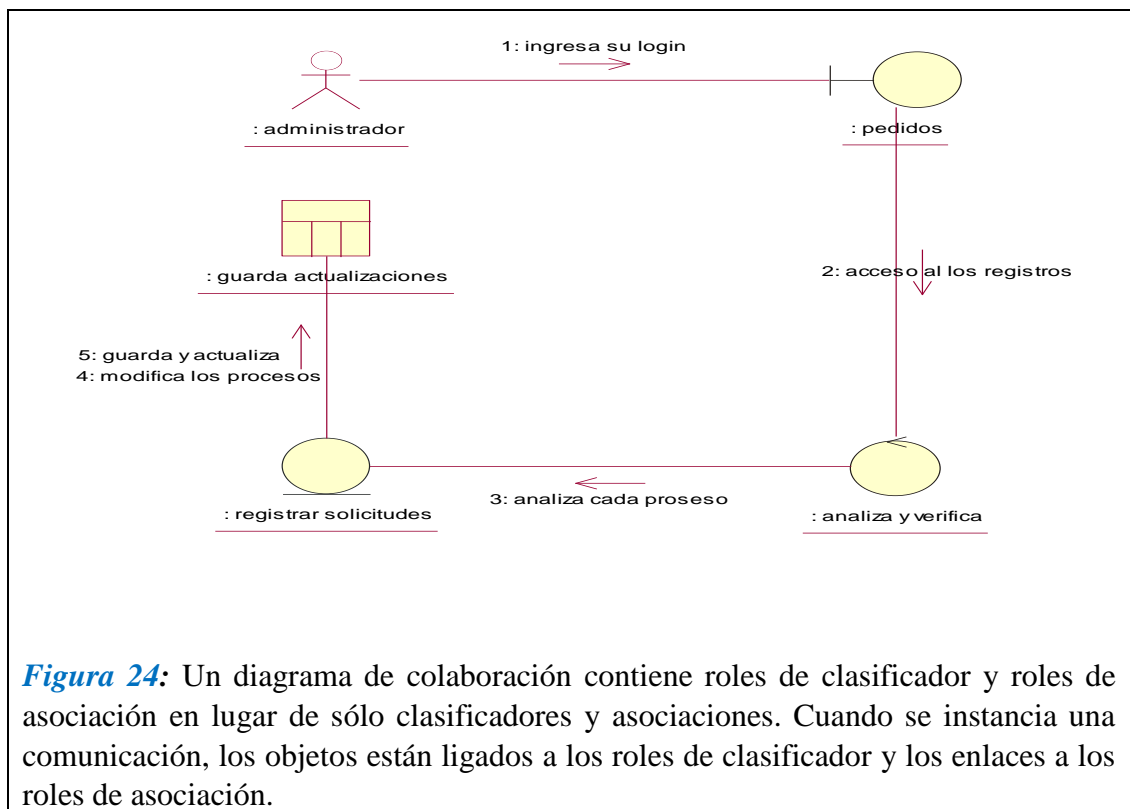 1: ingresa su login
: administrador
: pedidos
: guarda actualizaciones
2: acceso al los registros
5: guarda y actualiza
4: modifica los procesos
3: analiza cada proseso
: registrar solicitudes
: analiza y verifica
Figura 24: Un diagrama de colaboración contiene roles de clasificador y roles de
asociación en lugar de sólo clasificadores y asociaciones. Cuando se instancia una
comunicación, los objetos están ligados a los roles de clasificador y los enlaces a los
roles de asociación.